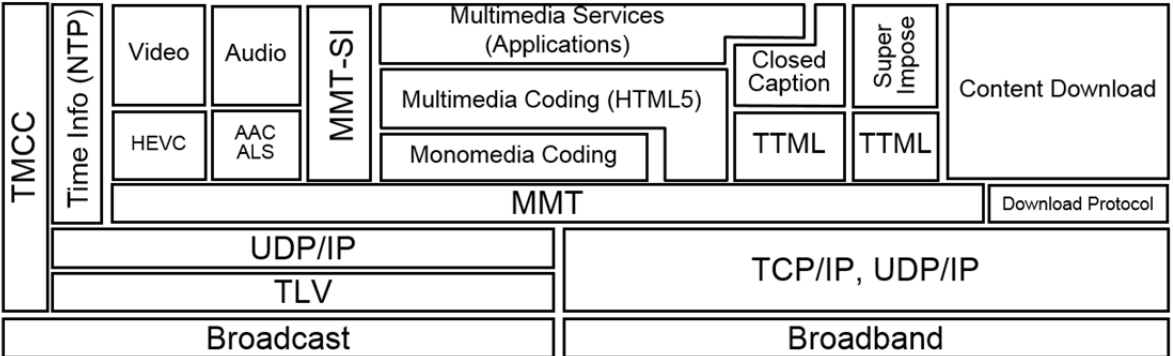 TMCC
Time Info (NTP)
Video
Audio
MMT-SI
Multimedia Services
(Applications)
Closed
Caption
Super
Impose
Content Download
Multimedia Coding (HTML5)
HEVC
AAC
ALS
Monomedia Coding
TTML
TTML
MMT
Download Protocol
UDP/IP
TCP/IP, UDP/IP
TLV
Broadcast
Broadband